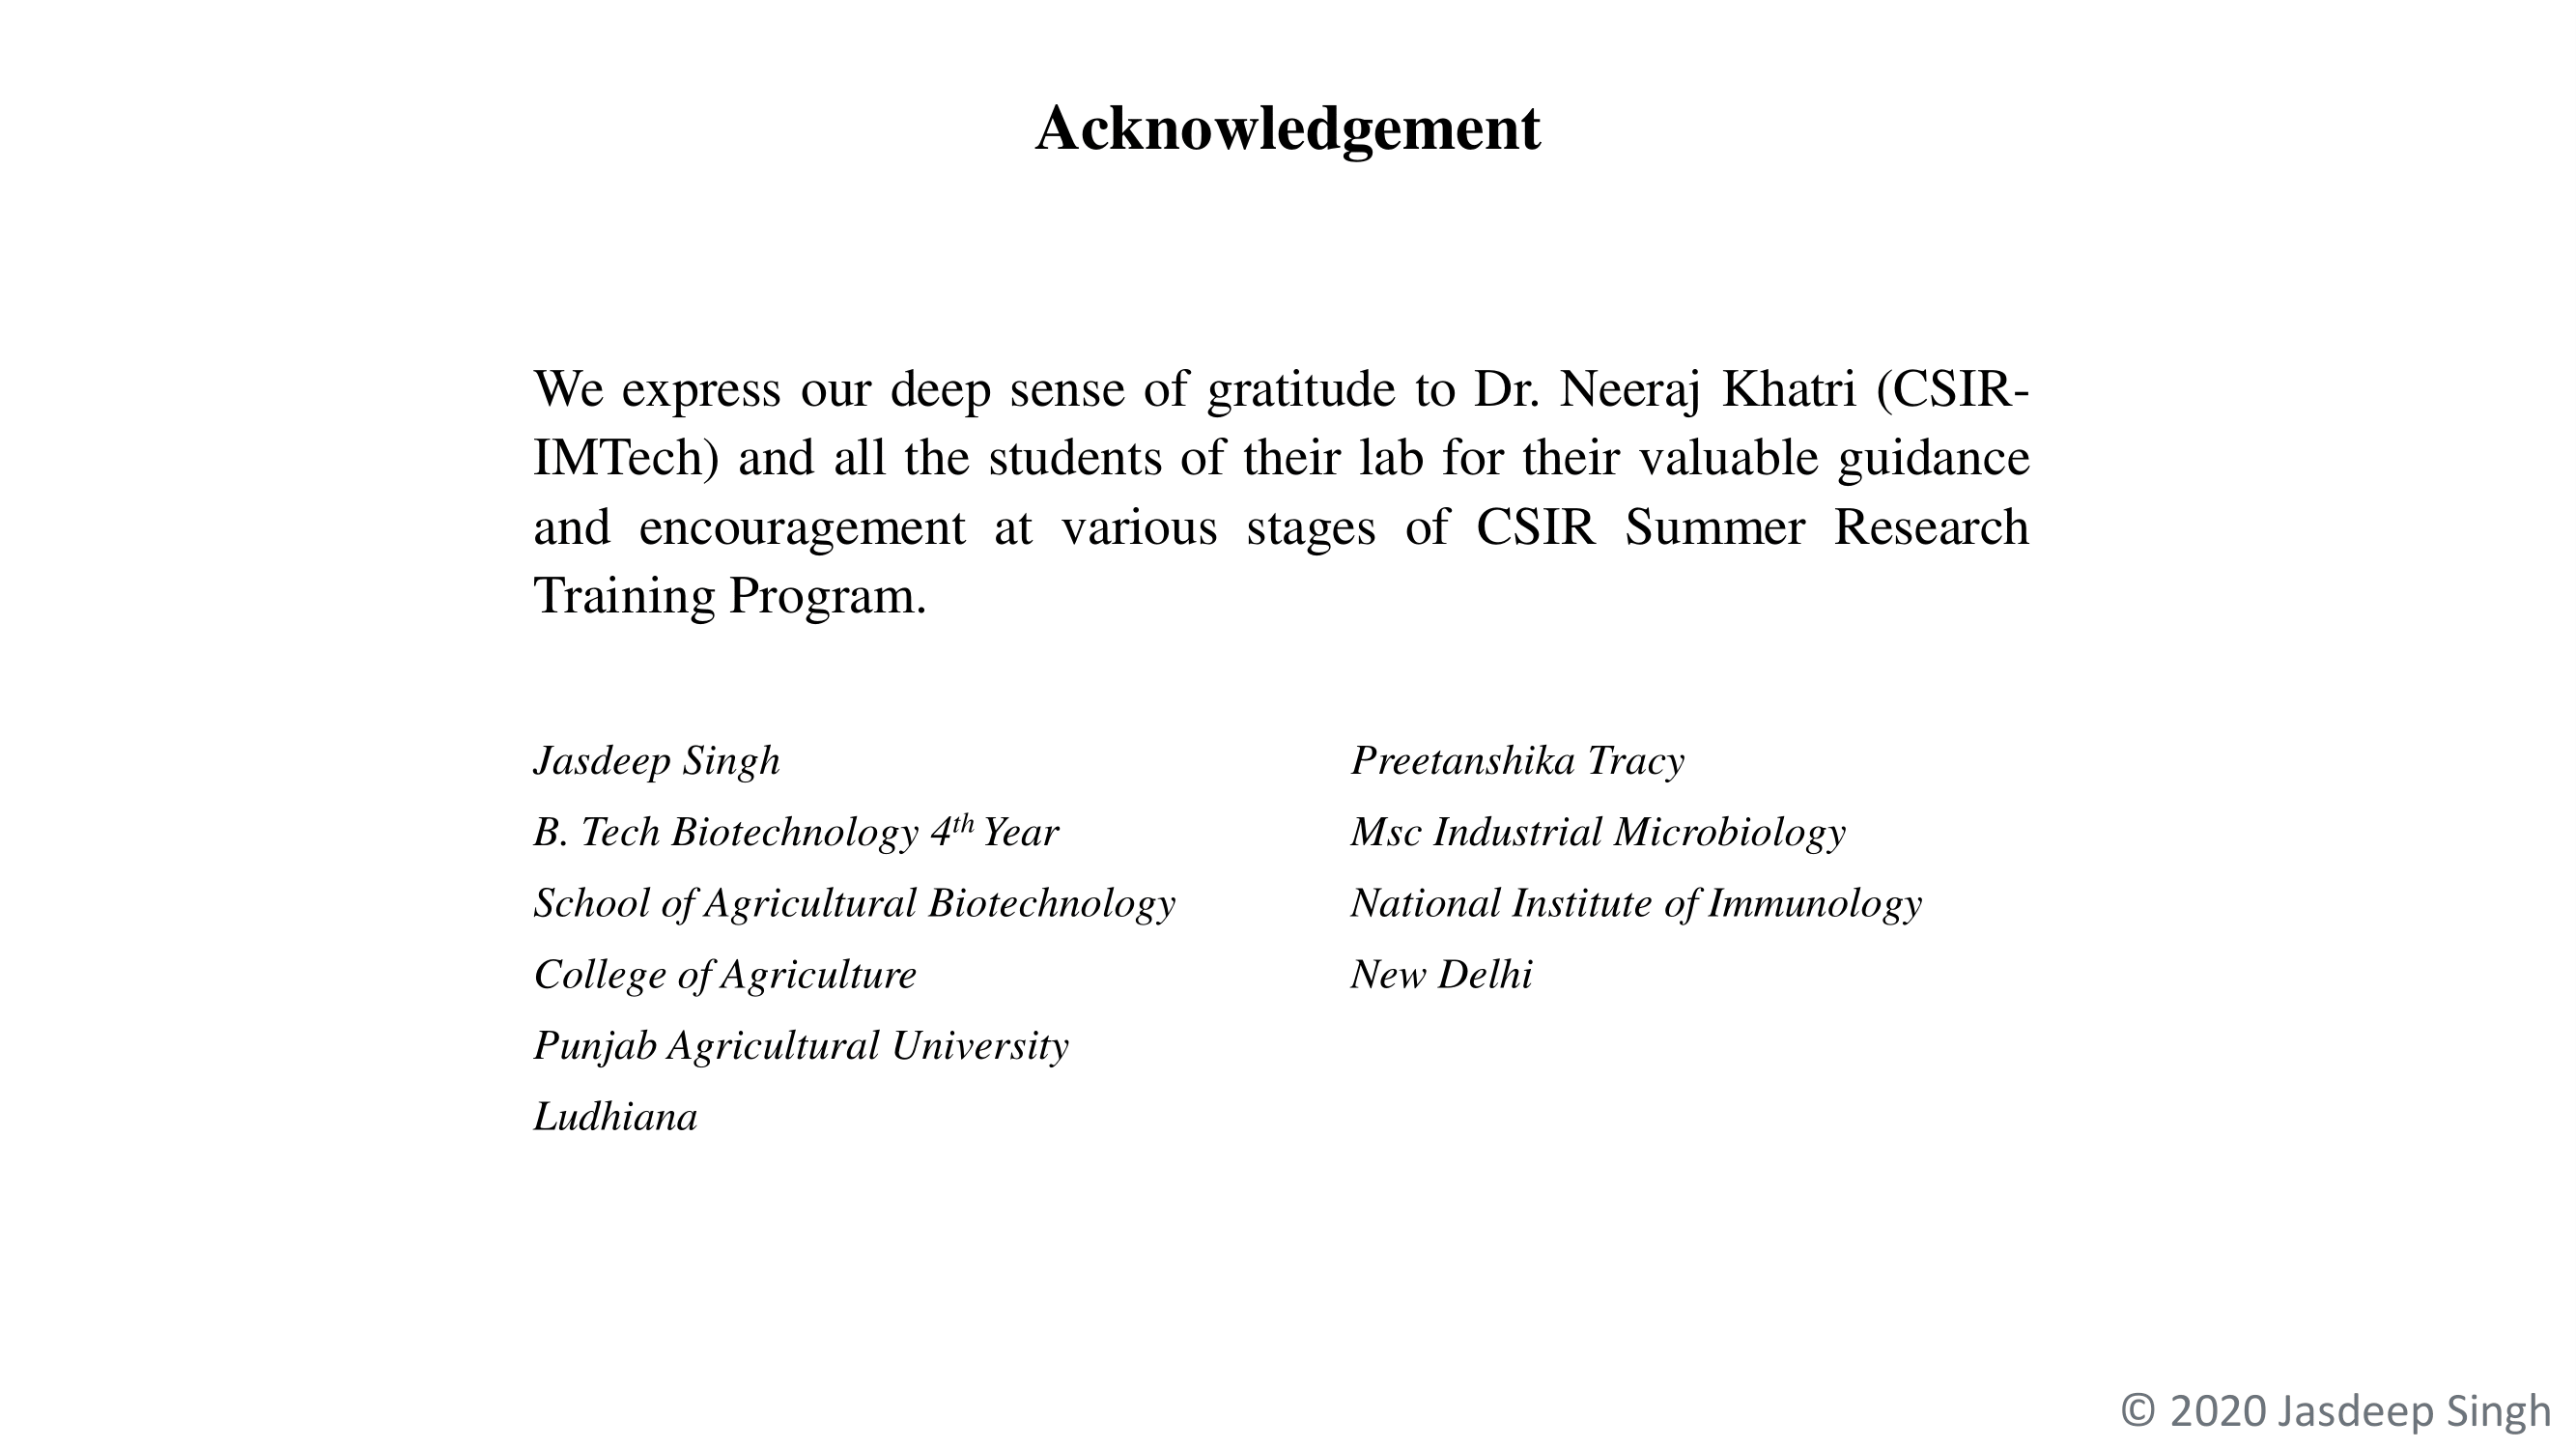 Acknowledgement
We express our deep sense of gratitude to Dr. Neeraj Khatri (CSIR-
IMTech) and all the students of their lab for their valuable guidance
and encouragement at various stages of CSIR Summer Research
Training Program.
Jasdeep Singh
B. Tech Biotechnology 4th Year
School of Agricultural Biotechnology
College of Agriculture
Punjab Agricultural University
Ludhiana
Preetanshika Tracy
Msc Industrial Microbiology
National Institute of Immunology
New Delhi
© 2020 Jasdeep Singh